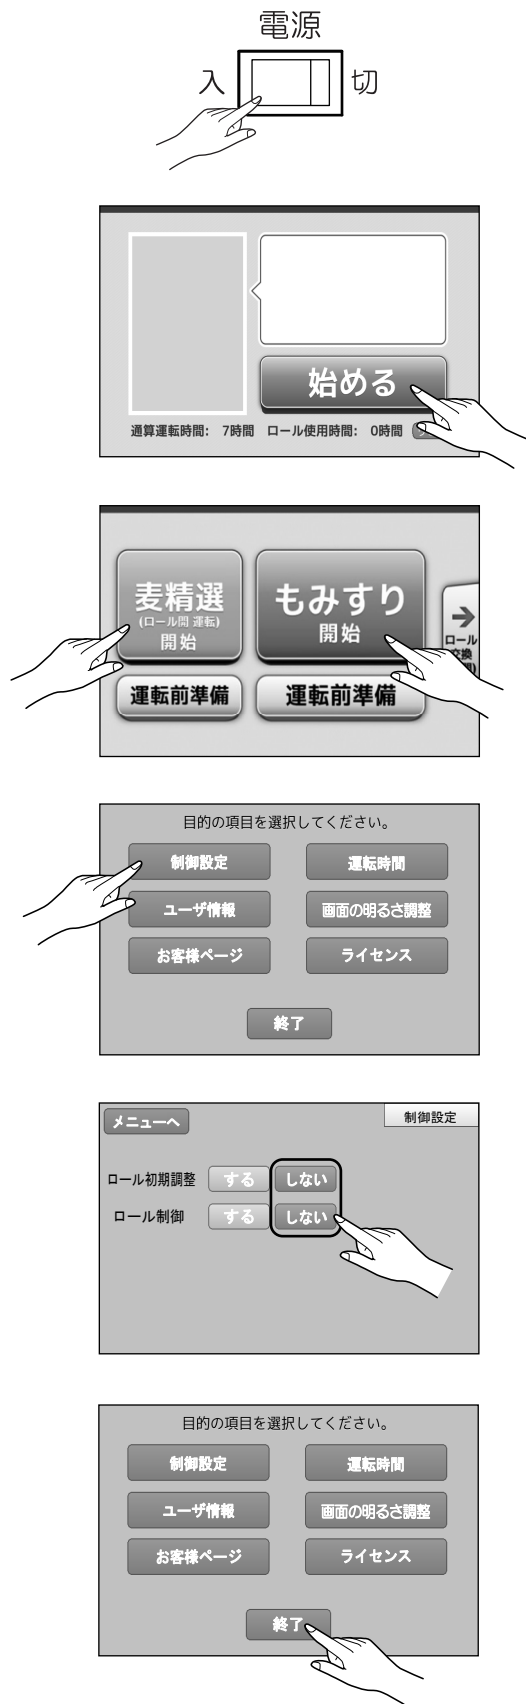 電源
入 切
始める
通算運転時間: 7時間 ロール使用時間: 0時間
麦精選
(ロール開 運転)
開始
もみすり
開始
ロール
交換
運転前準備 運転前準備
目的の項目を選択してください。
制御設定 運転時間
ユーザ情報 画面の明るさ調整
お客様ページ ライセンス
終了
メニューへ 制御設定
ロール初期調整 する しない
ロール制御 する しない
目的の項目を選択してください。
制御設定 運転時間
ユーザ情報 画面の明るさ調整
お客様ページ ライセンス
終了